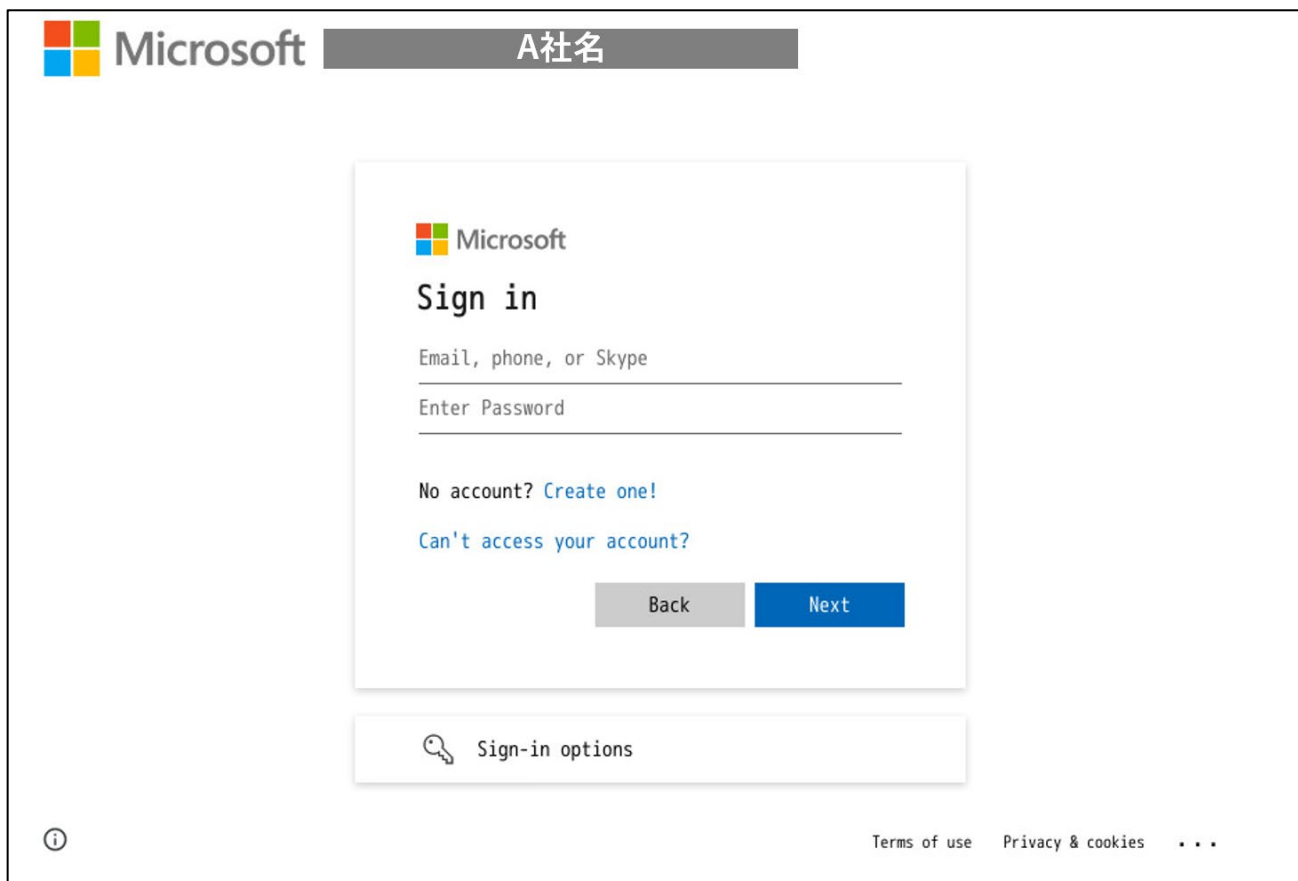 Microsoft A社名
Microsoft
Sign in
Email, phone, or Skype
Enter Password
No account? Create one!
Can't access your account?
Back Next
Sign-in options
Terms of use Privacy & cookies ...